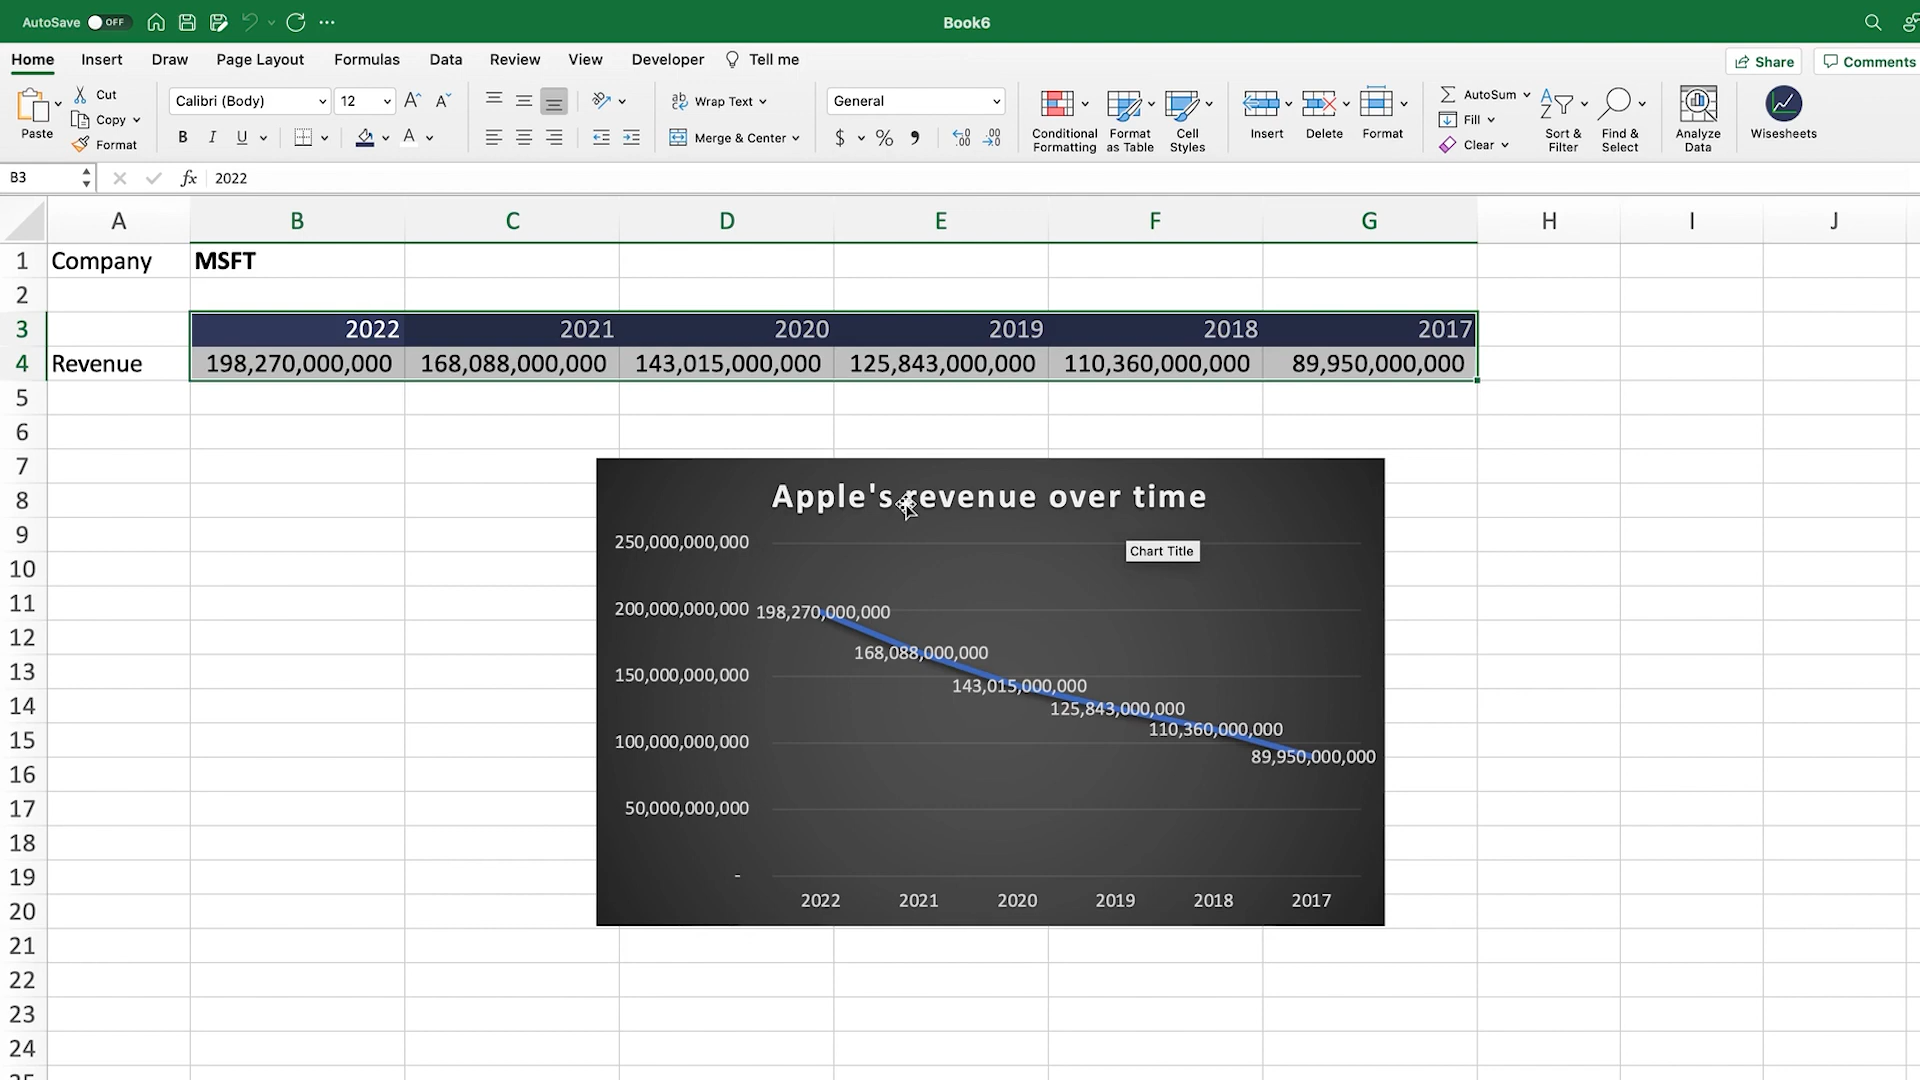 AutoSave OFF Book6
Home Insert Draw Page Layout Formulas Data Review View Developer Tell me Share Comments
Paste Cut Copy Format
Calibri (Body) 12
B I U
Wrap Text
Merge & Center
General
$ %
Conditional Formatting
Format as Table
Cell Styles
Insert Delete Format
AutoSum
Fill
Clear
Sort & Filter
Find & Select
Analyze Data
Wisesheets
B3 fx 2022
A B C D E F G H I J
1 Company MSFT
2
3 2022 2021 2020 2019 2018 2017
4 Revenue 198,270,000,000 168,088,000,000 143,015,000,000 125,843,000,000 110,360,000,000 89,950,000,000
5
6
7
8
9
10
11
12
13
14
15
16
17
18
19
20
21
22
23
24
Apple's revenue over time
Chart Title
250,000,000,000
200,000,000,000
150,000,000,000
100,000,000,000
50,000,000,000
-
198,270,000,000
168,088,000,000
143,015,000,000
125,843,000,000
110,360,000,000
89,950,000,000
2022 2021 2020 2019 2018 2017